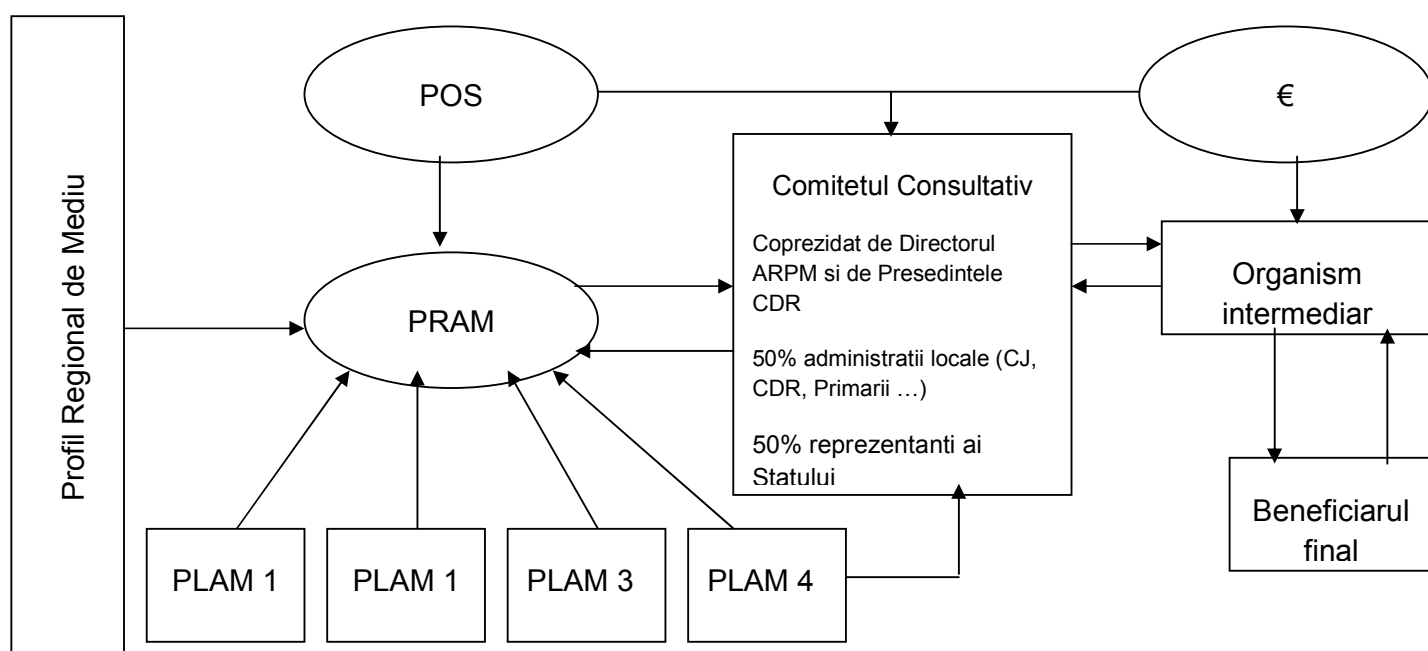 Profil Regional de Mediu
POS
€
Comitetul Consultativ
Coprezidat de Directorul
ARPM si de Presedintele
CDR
50% administratii locale (CJ,
CDR, Primarii …)
50% reprezentanti ai
Statului
Organism
intermediar
PRAM
Beneficiarul
final
PLAM 1
PLAM 1
PLAM 3
PLAM 4